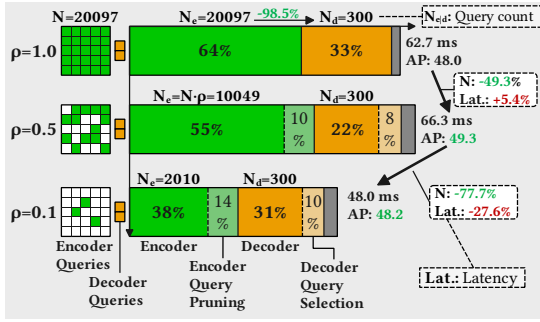 N=20097
Nₑ=20097 -98.5% N_d=300
Nₑ|d: Query count
ρ=1.0
64%
33%
62.7 ms
AP: 48.0
N: -49.3%
Lat.: +5.4%
Nₑ=N·ρ=10049 N_d=300
ρ=0.5
55%
10
%
22%
8
%
66.3 ms
AP: 49.3
Nₑ=2010 N_d=300
ρ=0.1
38%
14
%
31%
10
%
48.0 ms
AP: 48.2
N: -77.7%
Lat.: -27.6%
Encoder
Queries
Decoder
Queries
Encoder
Encoder
Query
Pruning
Decoder
Decoder
Query
Selection
Lat.: Latency